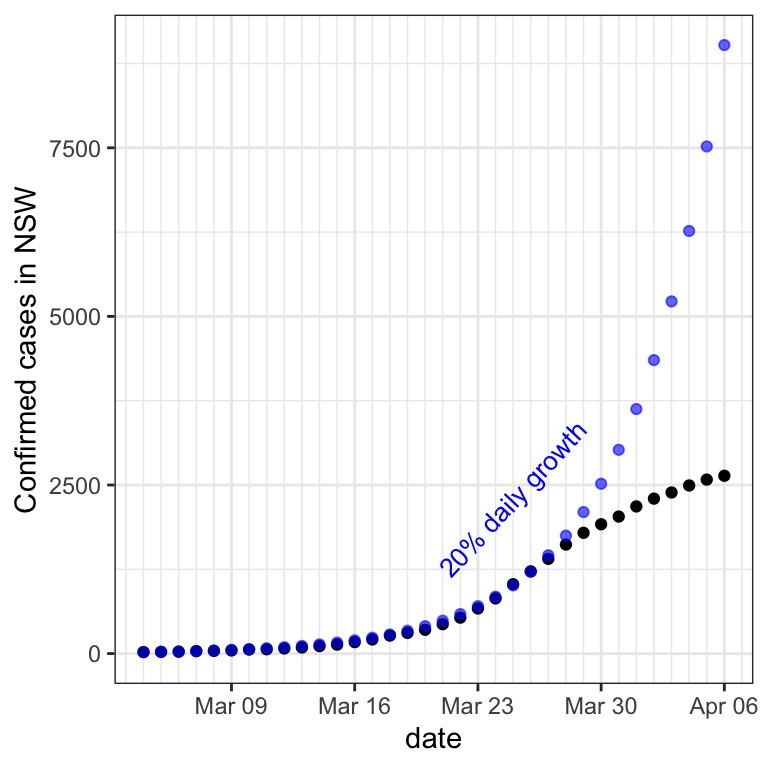 Confirmed cases in NSW
7500
5000
2500
0
20% daily growth
Mar 09
Mar 16
Mar 23
Mar 30
Apr 06
date